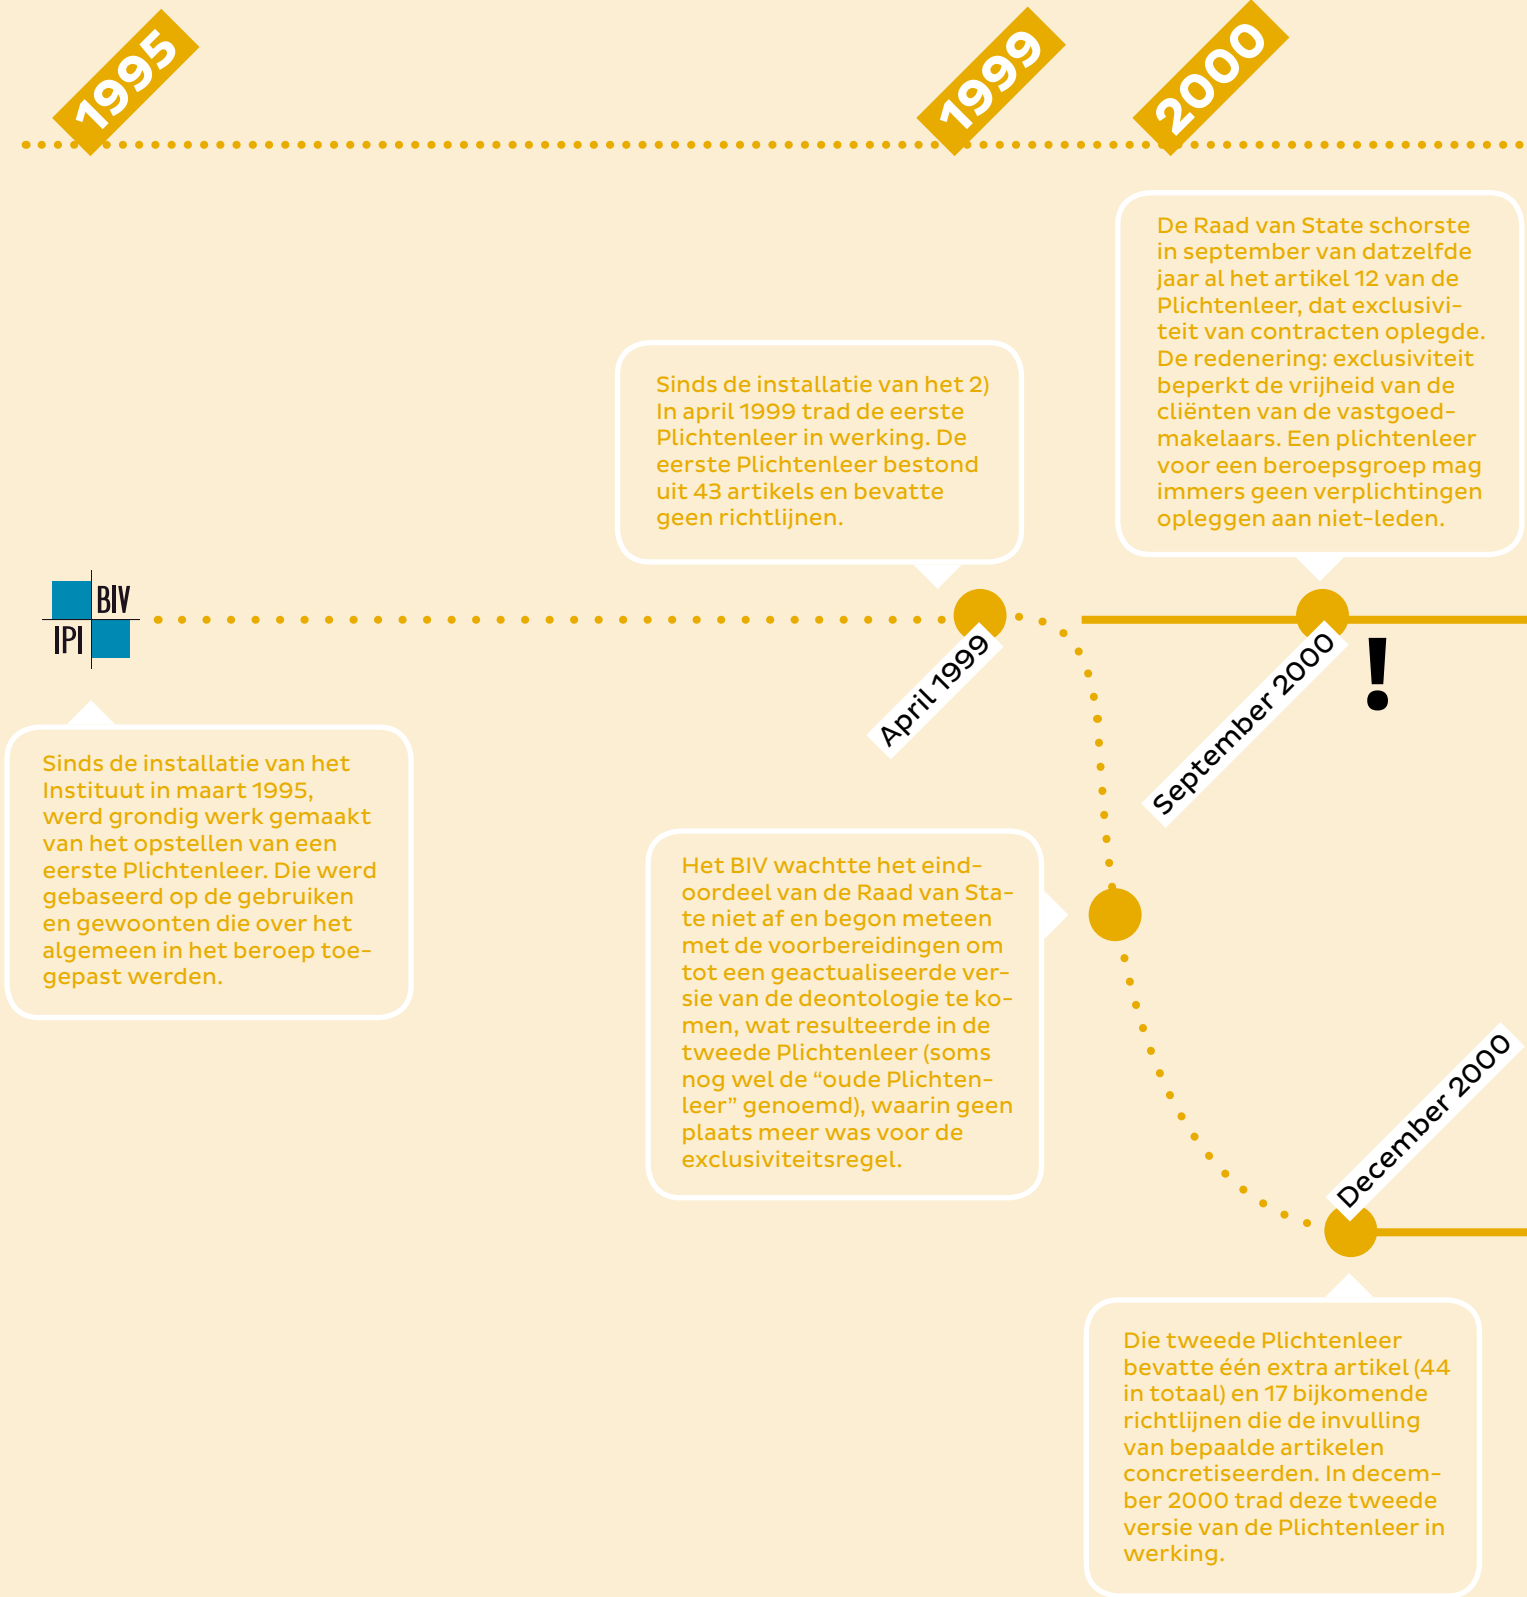 1995
1999
2000
De Raad van State schorste
in september van datzelfde
jaar al het artikel 12 van de
Plichtenleer, dat exclusivi-
teit van contracten oplegde.
De redenering: exclusiviteit
beperkt de vrijheid van de
cliënten van de vastgoed-
makelaars. Een plichtenleer
voor een beroepsgroep mag
immers geen verplichtingen
opleggen aan niet-leden.
Sinds de installatie van het 2)
In april 1999 trad de eerste
Plichtenleer in werking. De
eerste Plichtenleer bestond
uit 43 artikels en bevatte
geen richtlijnen.
BIV
IPI
April 1999
September 2000
!
Sinds de installatie van het
Instituut in maart 1995,
werd grondig werk gemaakt
van het opstellen van een
eerste Plichtenleer. Die werd
gebaseerd op de gebruiken
en gewoonten die over het
algemeen in het beroep toe-
gepast werden.
Het BIV wachtte het eind-
oordeel van de Raad van Sta-
te niet af en begon meteen
met de voorbereidingen om
tot een geactualiseerde ver-
sie van de deontologie te ko-
men, wat resulteerde in de
tweede Plichtenleer (soms
nog wel de “oude Plichten-
leer” genoemd), waarin geen
plaats meer was voor de
exclusiviteitsregel.
December 2000
Die tweede Plichtenleer
bevatte één extra artikel (44
in totaal) en 17 bijkomende
richtlijnen die de invulling
van bepaalde artikelen
concretiseerden. In decem-
ber 2000 trad deze tweede
versie van de Plichtenleer in
werking.